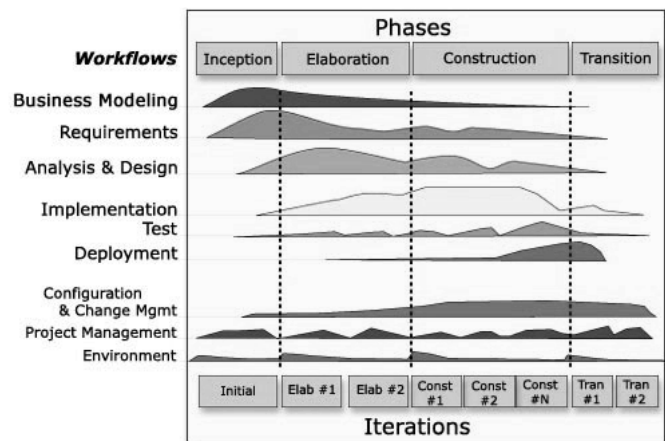 Phases
Workflows Inception Elaboration Construction Transition
Business Modeling
Requirements
Analysis & Design
Implementation
Test
Deployment
Configuration
& Change Mgmt
Project Management
Environment
Initial Elab #1 Elab #2 Const #1 Const #2 Const #N Tran #1 Tran #2
Iterations